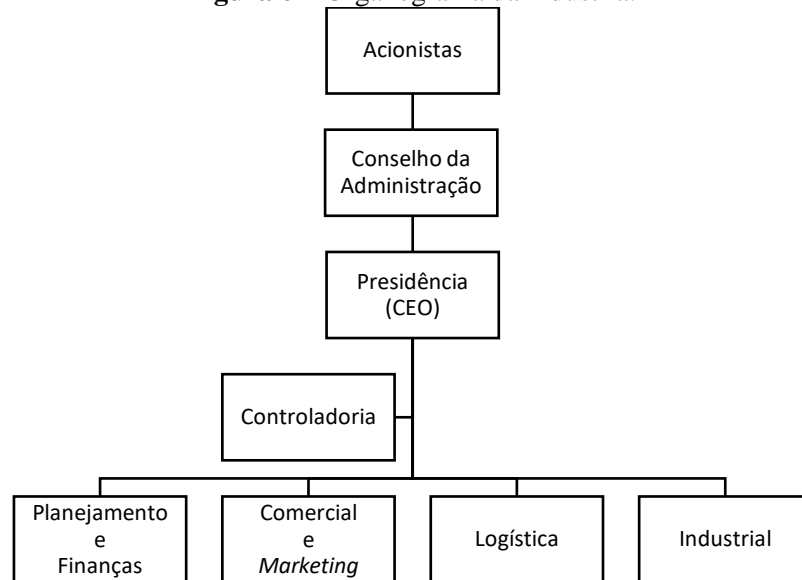 Acionistas
Conselho da
Administração
Presidência
(CEO)
Controladoria
Planejamento
e
Finanças
Comercial
e
Marketing
Logística
Industrial